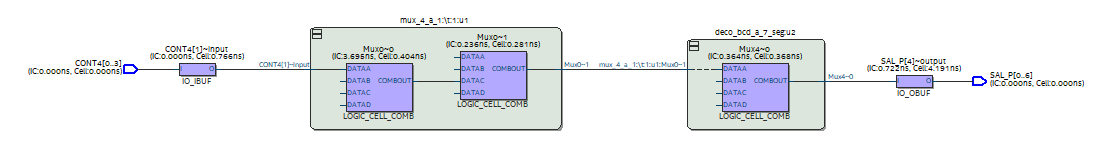 CONT4[0..3]
(IC:0.000ns, Cell:0.000ns)
CONT4[1]~input
(IC:0.000ns, Cell:0.766ns)
I
O
IO_IBUF
CONT4[1]~input
mux_4_a_1:\t:1:u1
Mux0~0
(IC:3.695ns, Cell:0.404ns)
DATAA
DATAB
COMBOUT
DATAC
DATAD
LOGIC_CELL_COMB
Mux0~1
(IC:0.236ns, Cell:0.281ns)
DATAA
DATAB
COMBOUT
DATAC
DATAD
LOGIC_CELL_COMB
Mux0~1
mux_4_a_1:\t:1:u1:Mux0~1
deco_bcd_a_7_seg:u2
Mux4~0
(IC:0.364ns, Cell:0.368ns)
DATAA
DATAB
COMBOUT
DATAC
DATAD
LOGIC_CELL_COMB
Mux4~0
SAL_P[4]~output
(IC:0.722ns, Cell:4.191ns)
I
O
IO_OBUF
SAL_P[0..6]
(IC:0.000ns, Cell:0.000ns)